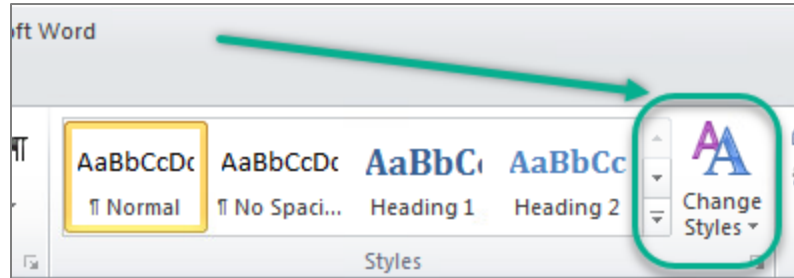 oft Word
AaBbCcDc AaBbCcDc AaBbC AaBbCc
¶ Normal ¶ No Spaci... Heading 1 Heading 2
Change
Styles
Styles